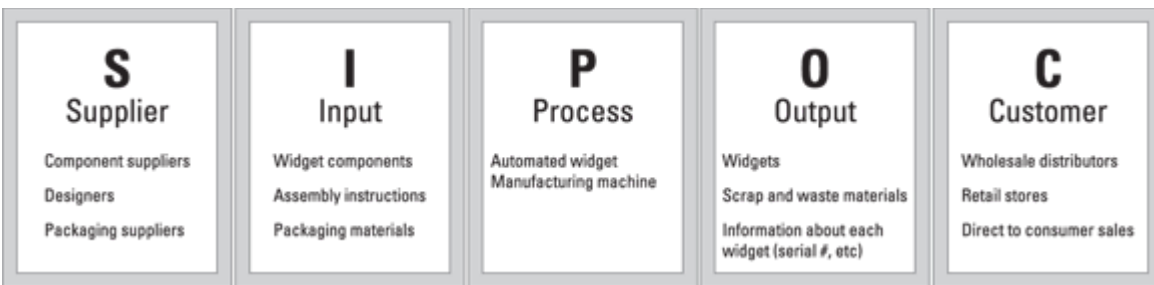 S
Supplier
Component suppliers
Designers
Packaging suppliers
I
Input
Widget components
Assembly instructions
Packaging materials
P
Process
Automated widget
Manufacturing machine
O
Output
Widgets
Scrap and waste materials
Information about each
widget (serial #, etc)
C
Customer
Wholesale distributors
Retail stores
Direct to consumer sales